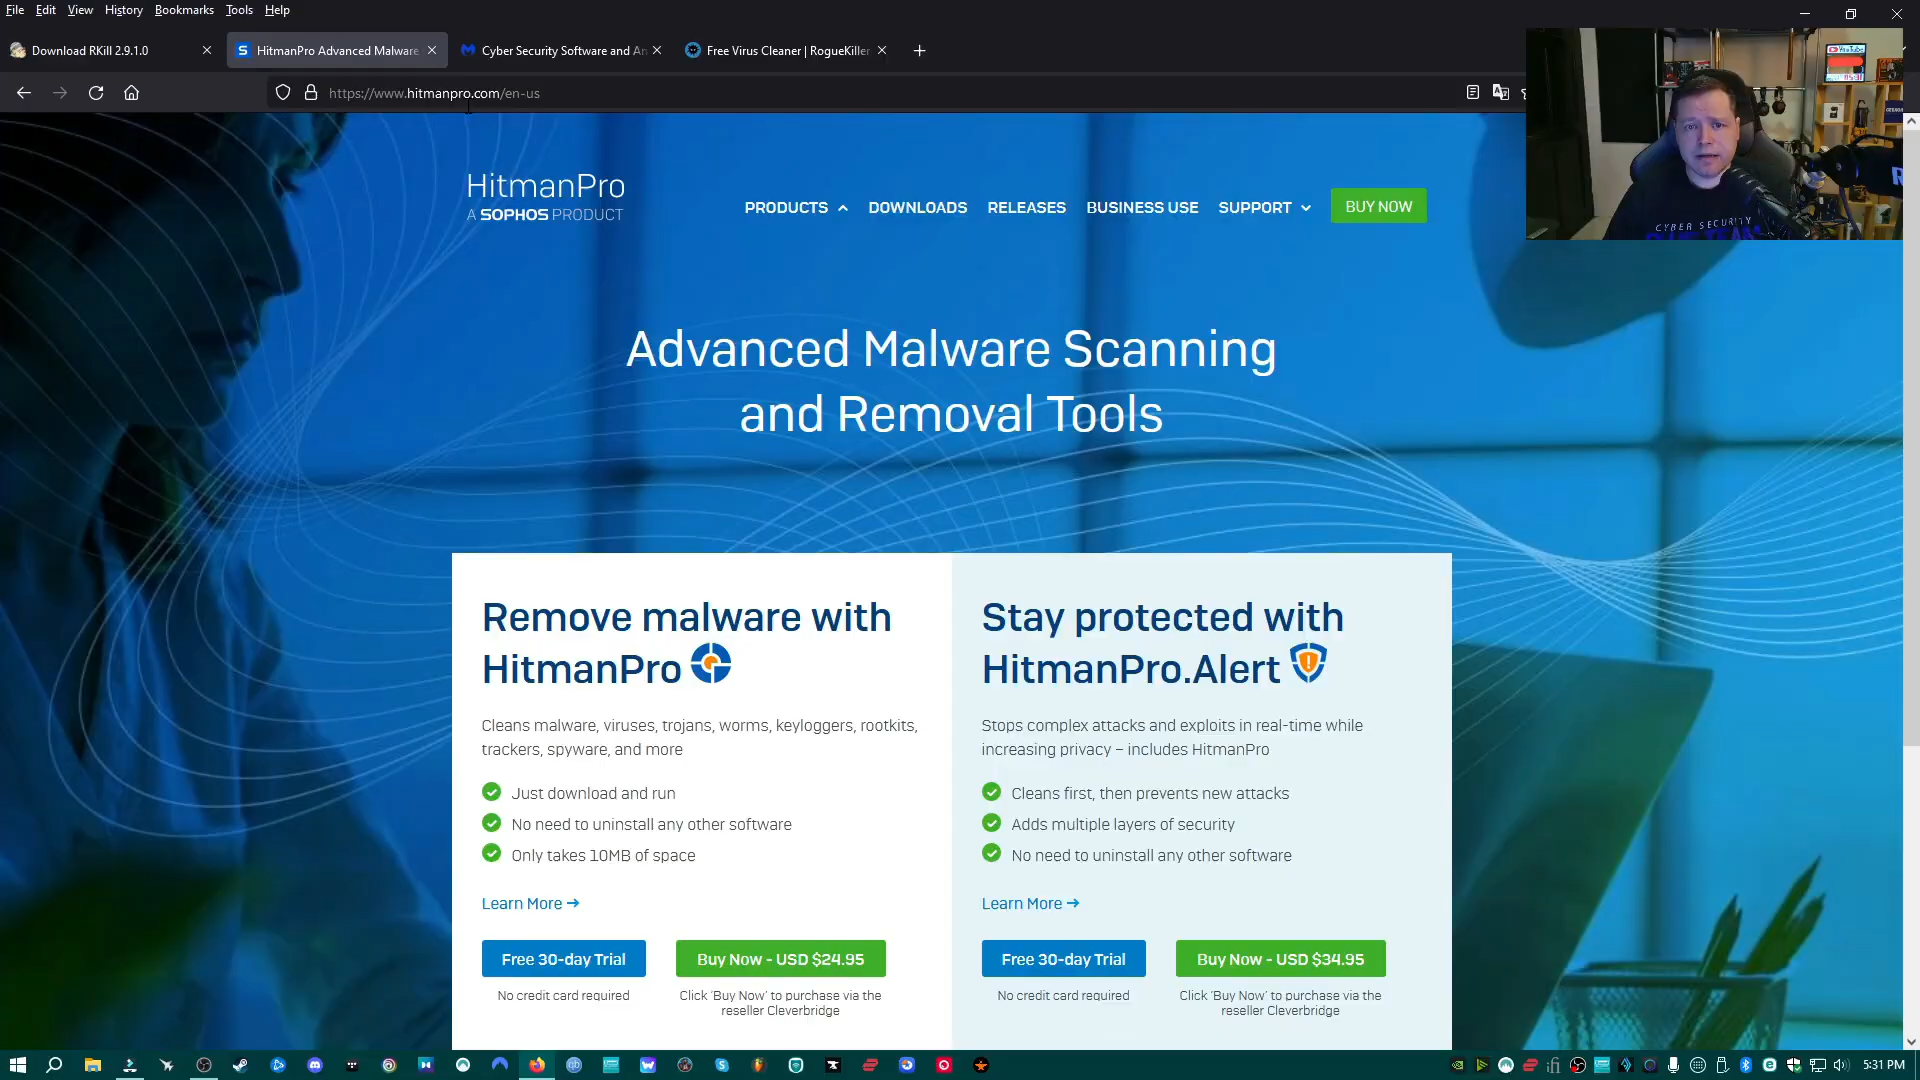 File Edit View History Bookmarks Tools Help
Download RKill 2.9.1.0
HitmanPro Advanced Malware
Cyber Security Software and An
Free Virus Cleaner | RogueKiller
https://www.hitmanpro.com/en-us
YouTube
HitmanPro
A SOPHOS PRODUCT
PRODUCTS
DOWNLOADS
RELEASES
BUSINESS USE
SUPPORT
BUY NOW
CYBER SECURITY
Advanced Malware Scanning
and Removal Tools
Remove malware with
HitmanPro
Cleans malware, viruses, trojans, worms, keyloggers, rootkits,
trackers, spyware, and more
Just download and run
No need to uninstall any other software
Only takes 10MB of space
Learn More →
Free 30-day Trial
No credit card required
Buy Now - USD $24.95
Click ‘Buy Now’ to purchase via the
reseller Cleverbridge
Stay protected with
HitmanPro.Alert
Stops complex attacks and exploits in real-time while
increasing privacy – includes HitmanPro
Cleans first, then prevents new attacks
Adds multiple layers of security
No need to uninstall any other software
Learn More →
Free 30-day Trial
No credit card required
Buy Now - USD $34.95
Click ‘Buy Now’ to purchase via the
reseller Cleverbridge
5:31 PM